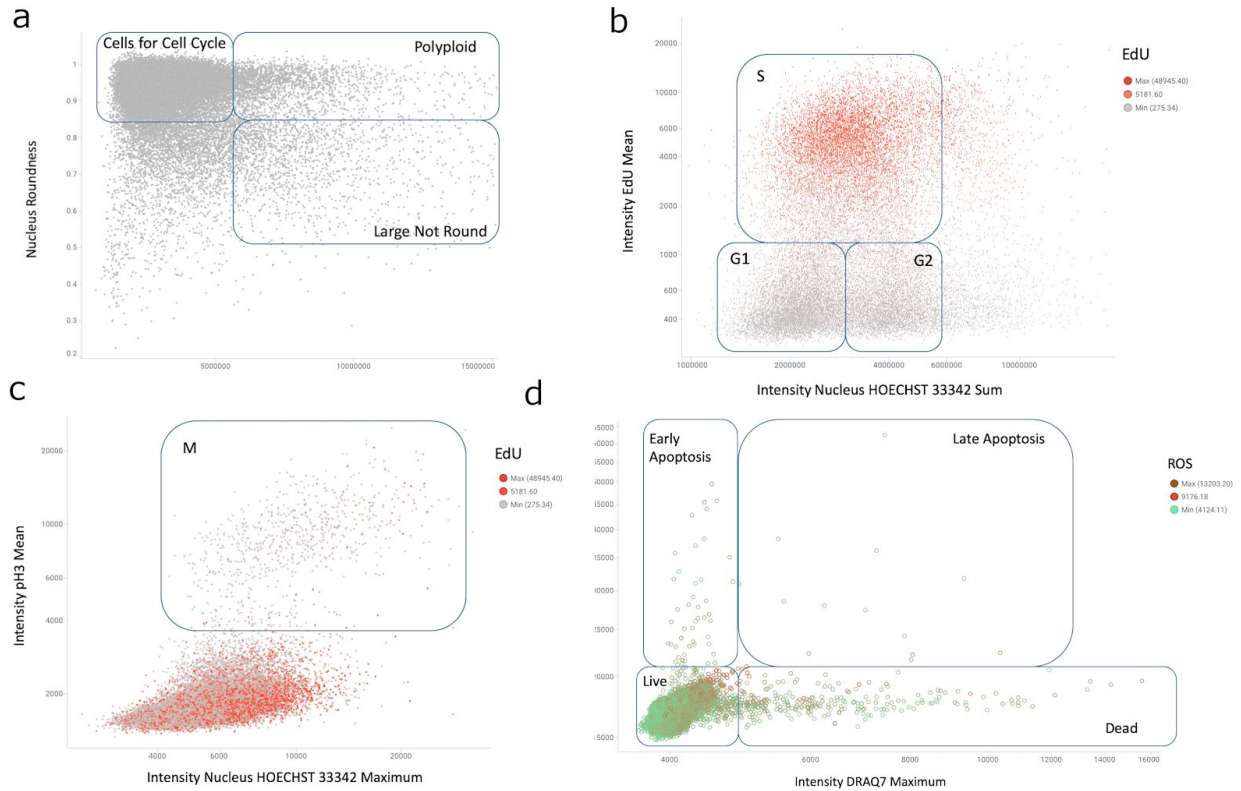 a
Nucleus Roundness
1
0.9
0.8
0.7
0.6
0.5
0.4
0.3
0.2
Cells for Cell Cycle
Polyploid
Large Not Round
5000000
10000000
15000000
b
Intensity EdU Mean
20000
10000
6000
4000
2000
1000
600
400
S
G1
G2
1000000
2000000
4000000
6000000
10000000
Intensity Nucleus HOECHST 33342 Sum
EdU
Max (48945.40)
5181.60
Min (275.34)
c
Intensity pH3 Mean
20000
10000
6000
4000
2000
M
4000
6000
10000
20000
Intensity Nucleus HOECHST 33342 Maximum
EdU
Max (48945.40)
5181.60
Min (275.34)
d
Early
Apoptosis
Late Apoptosis
Live
Dead
4000
6000
8000
10000
12000
14000
16000
Intensity DRAQ7 Maximum
ROS
Max (13203.20)
9176.18
Min (4124.11)